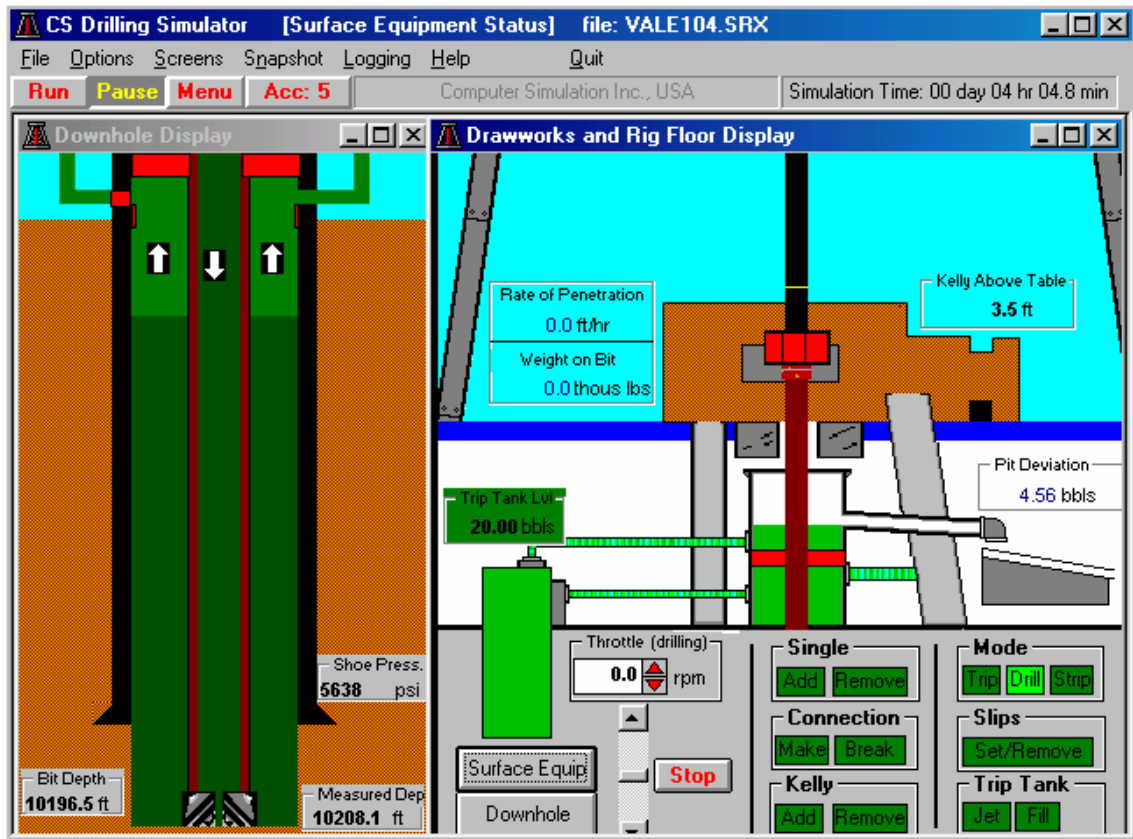 CS Drilling Simulator [Surface Equipment Status] file: VALE104.SRX
File Options Screens Snapshot Logging Help Quit
Run Pause Menu Acc: 5 Computer Simulation Inc., USA Simulation Time: 00 day 04 hr 04.8 min
Downhole Display
Shoe Press.
5638 psi
Bit Depth
10196.5 ft
Measured Dep
10208.1 ft
Drawworks and Rig Floor Display
Rate of Penetration
0.0 ft/hr
Weight on Bit
0.0 thous lbs
Kelly Above Table
3.5 ft
Pit Deviation
4.56 bbls
Trip Tank Lvl
20.00 bbls
Throttle (drilling)
0.0 rpm
Surface Equip
Downhole
Stop
Single
Add Remove
Connection
Make Break
Kelly
Add Remove
Mode
Trip Drill Strip
Slips
Set/Remove
Trip Tank
Jet Fill